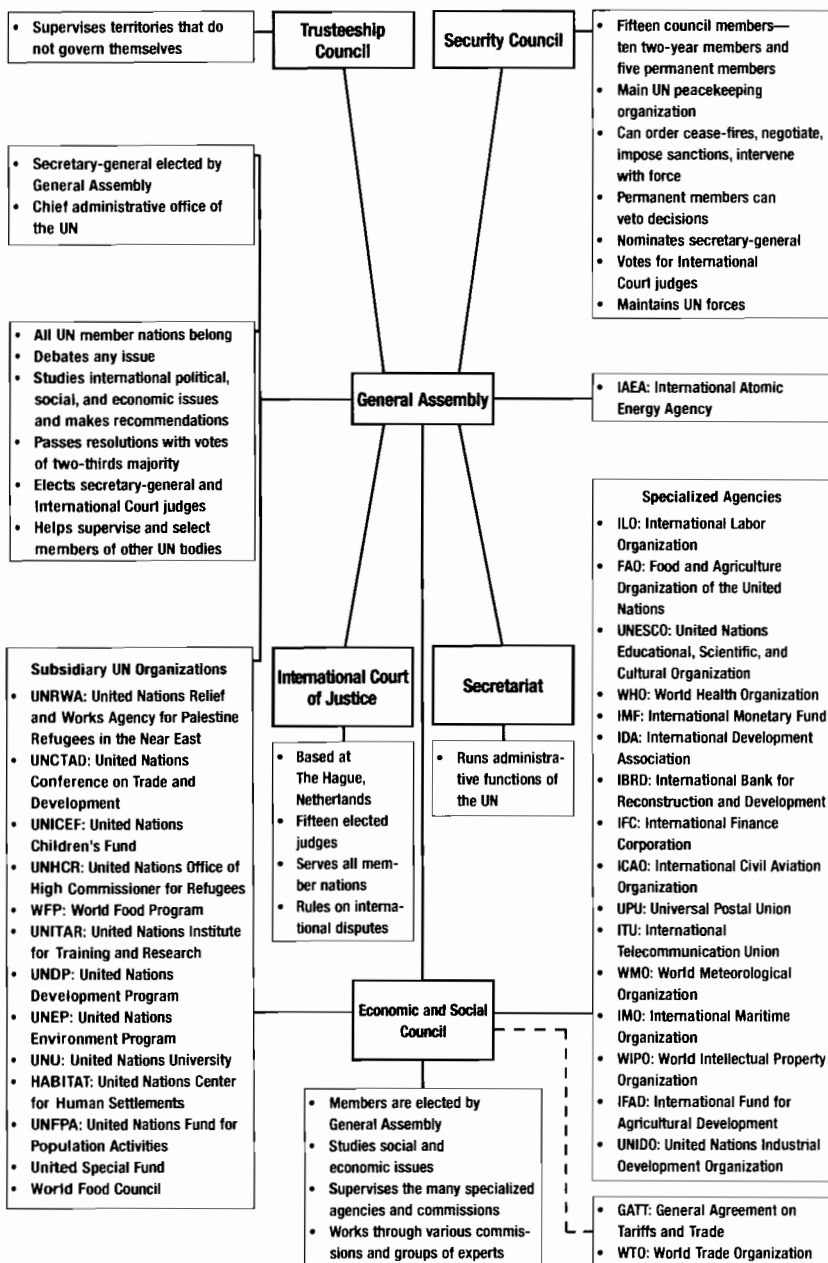 • Supervises territories that do
not govern themselves
Trusteeship
Council
Security Council
• Fifteen council members—
ten two-year members and
five permanent members
• Main UN peacekeeping
organization
• Can order cease-fires, negotiate,
impose sanctions, intervene
with force
• Permanent members can
veto decisions
• Nominates secretary-general
• Votes for International
Court judges
• Maintains UN forces
• Secretary-general elected by
General Assembly
• Chief administrative office of
the UN
• All UN member nations belong
• Debates any issue
• Studies international political,
social, and economic issues
and makes recommendations
• Passes resolutions with votes
of two-thirds majority
• Elects secretary-general and
International Court judges
• Helps supervise and select
members of other UN bodies
General Assembly
• IAEA: International Atomic
Energy Agency
Subsidiary UN Organizations
• UNRWA: United Nations Relief
and Works Agency for Palestine
Refugees in the Near East
• UNCTAD: United Nations
Conference on Trade and
Development
• UNICEF: United Nations
Children's Fund
• UNHCR: United Nations Office of
High Commissioner for Refugees
• WFP: World Food Program
• UNITAR: United Nations Institute
for Training and Research
• UNDP: United Nations
Development Program
• UNEP: United Nations
Environment Program
• UNU: United Nations University
• HABITAT: United Nations Center
for Human Settlements
• UNFPA: United Nations Fund for
Population Activities
• United Special Fund
• World Food Council
International Court
of Justice
• Based at
The Hague,
Netherlands
• Fifteen elected
judges
• Serves all mem-
ber nations
• Rules on interna-
tional disputes
Secretariat
• Runs administra-
tive functions of
the UN
Specialized Agencies
• ILO: International Labor
Organization
• FAO: Food and Agriculture
Organization of the United
Nations
• UNESCO: United Nations
Educational, Scientific, and
Cultural Organization
• WHO: World Health Organization
• IMF: International Monetary Fund
• IDA: International Development
Association
• IBRD: International Bank for
Reconstruction and Development
• IFC: International Finance
Corporation
• ICAO: International Civil Aviation
Organization
• UPU: Universal Postal Union
• ITU: International
Telecommunication Union
• WMO: World Meteorological
Organization
• IMO: International Maritime
Organization
• WIPO: World Intellectual Property
Organization
• IFAD: International Fund for
Agricultural Development
• UNIDO: United Nations Industrial
Development Organization
Economic and Social
Council
• Members are elected by
General Assembly
• Studies social and
economic issues
• Supervises the many specialized
agencies and commissions
• Works through various commis-
sions and groups of experts
• GATT: General Agreement on
Tariffs and Trade
• WTO: World Trade Organization